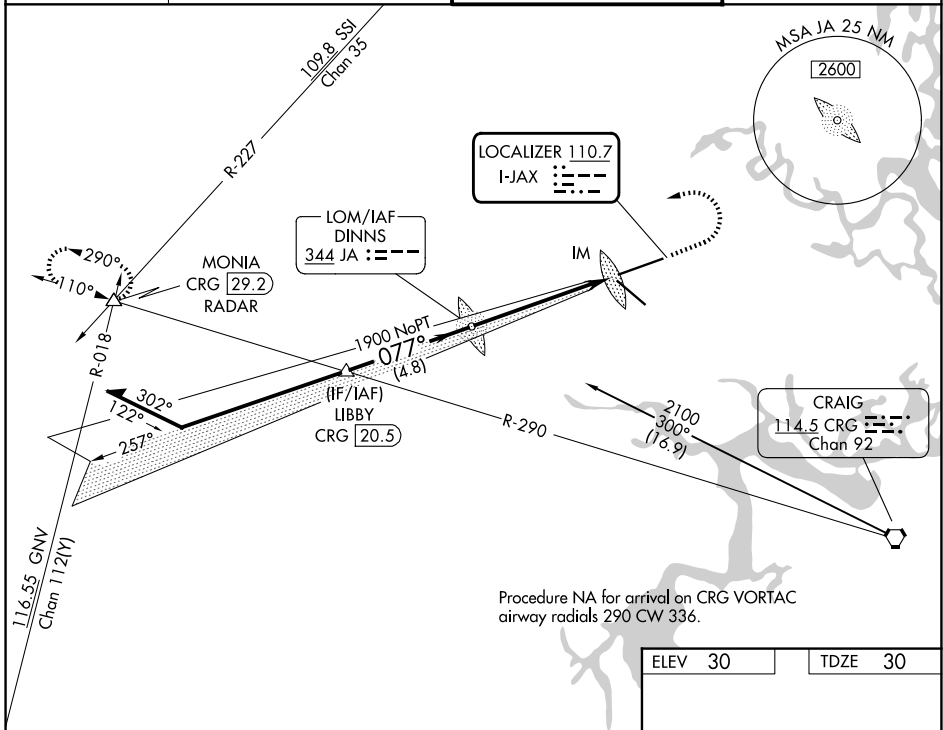 109.8 SSI
Chan 35
R-227
MSA JA 25 NM
2600
LOCALIZER 110.7
I-JAX
LOM/IAF
DINNS
344 JA
IM
290°
110°
MONIA
CRG 29.2
RADAR
R-018
1900 NoPT
077°
(4.8)
(IF/IAF)
LIBBY
CRG 20.5
302°
122°
257°
R-290
2100
300°
(16.9)
CRAIG
114.5 CRG
Chan 92
116.55 GNV
Chan 112(Y)
Procedure NA for arrival on CRG VORTAC
airway radials 290 CW 336.
ELEV 30
TDZE 30